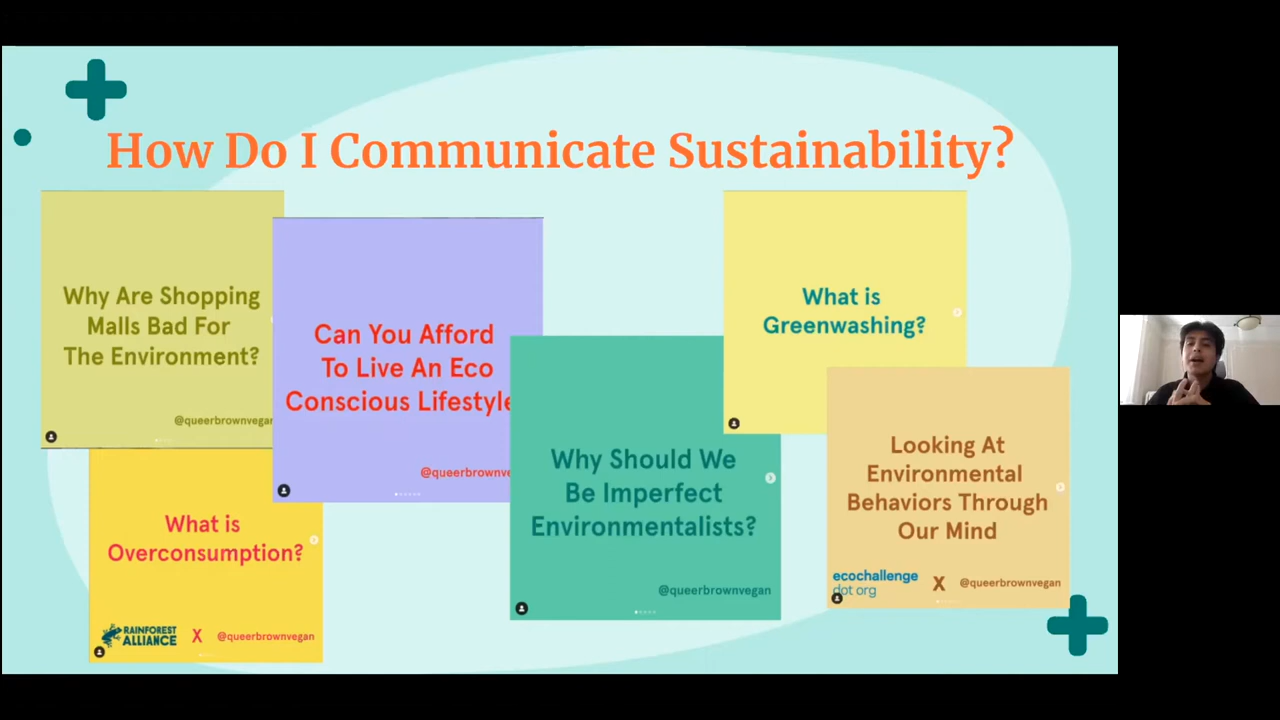 How Do I Communicate Sustainability?
Why Are Shopping
Malls Bad For
The Environment?
@queerbrownvegan
Can You Afford
To Live An Eco
Conscious Lifestyle
@queerbrownve
What is
Overconsumption?
RAINFOREST
ALLIANCE
X
@queerbrownvegan
Why Should We
Be Imperfect
Environmentalists?
@queerbrownvegan
What is
Greenwashing?
Looking At
Environmental
Behaviors Through
Our Mind
ecochallenge
dot org
X
@queerbrownvegan